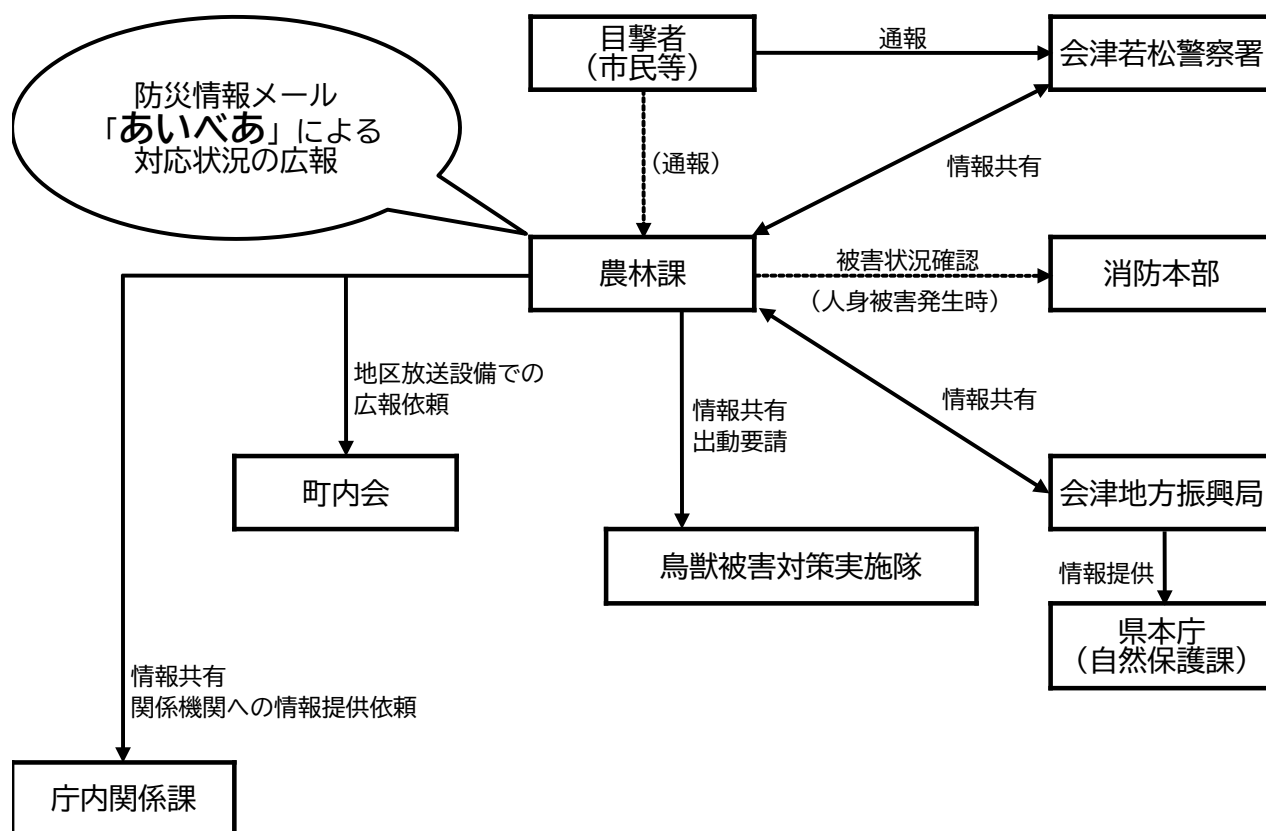 目撃者
（市民等）
通報
会津若松警察署
防災情報メール
「あいべあ」による
対応状況の広報
（通報）
情報共有
農林課
被害状況確認
（人身被害発生時）
消防本部
地区放送設備での
広報依頼
情報共有
出動要請
情報共有
町内会
会津地方振興局
鳥獣被害対策実施隊
情報提供
県本庁
（自然保護課）
情報共有
関係機関への情報提供依頼
庁内関係課